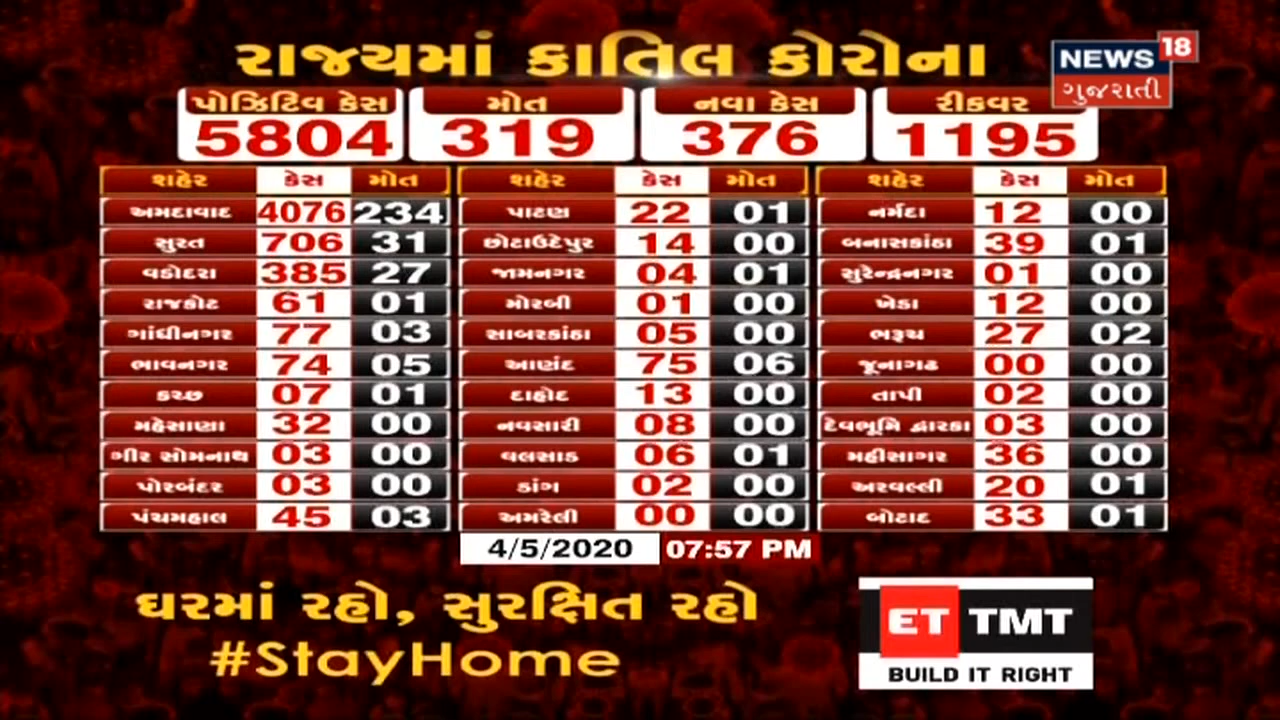 રાજ્યમાં કાતિલ કોરોના
NEWS 18
ગુજરાતી
પોઝિટિવ કેસ મોત નવા કેસ રીકવર
5804 319 376 1195
શહેર કેસ મોત શહેર કેસ મોત શહેર કેસ મોત
અમદાવાદ 4076 234 પાટણ 22 01 નર્મદા 12 00
સુરત 706 31 છોટાઉદેપુર 14 00 બનાસકાંઠા 39 01
વડોદરા 385 27 જામનગર 04 01 સુરેન્દ્રનગર 01 00
રાજકોટ 61 01 મોરબી 01 00 ખેડા 12 00
ગાંધીનગર 77 03 સાબરકાંઠા 05 00 ભરૂચ 27 02
ભાવનગર 74 05 આણંદ 75 06 જૂનાગઢ 00 00
કચ્છ 07 01 દાહોદ 13 00 તાપી 02 00
મહેસાણા 32 00 નવસારી 08 00 દેવભૂમિ દ્વારકા 03 00
ગીર સોમનાથ 03 00 વલસાડ 06 01 મહીસાગર 36 00
પોરબંદર 03 00 ડાંગ 02 00 અરવલ્લી 20 01
પંચમહાલ 45 03 અમરેલી 00 00 બોટાદ 33 01
4/5/2020 07:57 PM
ઘરમાં રહો, સુરક્ષિત રહો
#StayHome
ET TMT
BUILD IT RIGHT